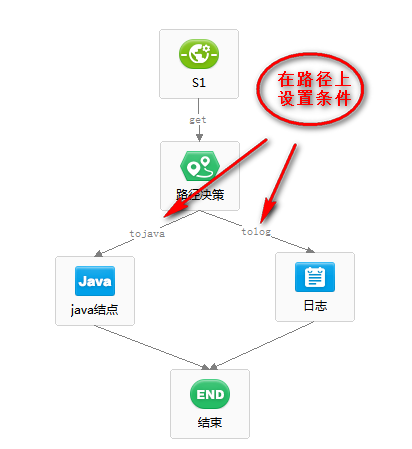 S1
在路径上
设置条件
get
路径决策
tojava
tolog
Java
java结点
日志
END
结束